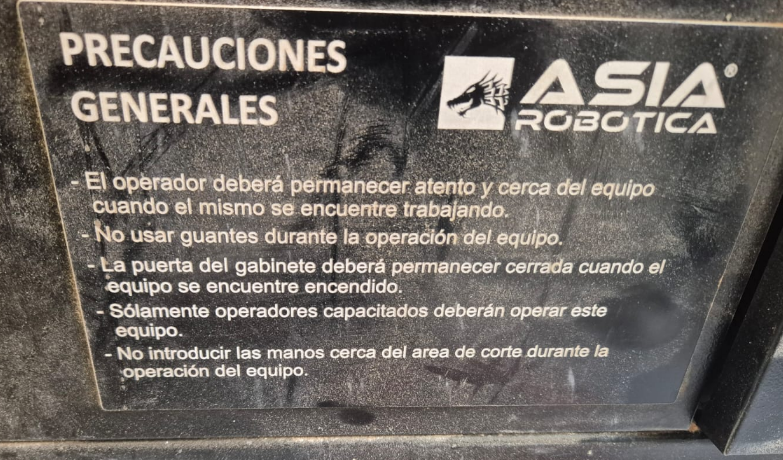 PRECAUCIONES
GENERALES
ASIA®
ROBOTICA
- El operador deberá permanecer atento y cerca del equipo
cuando el mismo se encuentre trabajando.
- No usar guantes durante la operación del equipo.
- La puerta del gabinete deberá permanecer cerrada cuando el
equipo se encuentre encendido.
- Sólamente operadores capacitados deberán operar este
equipo.
- No introducir las manos cerca del area de corte durante la
operación del equipo.